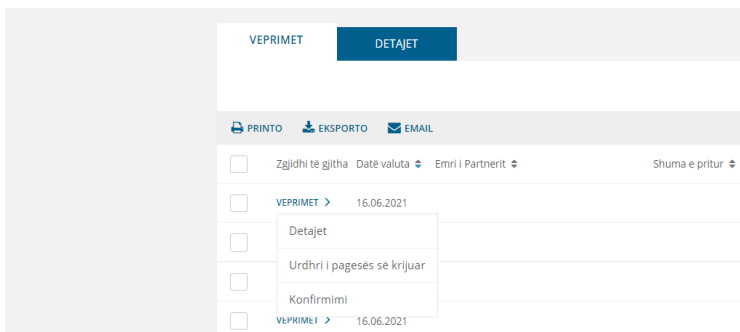 VEPRIMET DETAJET
PRINTO EKSPORTO EMAIL
Zgjidhi të gjitha Datë valuta Emri i Partnerit Shuma e pritur
VEPRIMET 16.06.2021
Detajet
Urdhri i pagesës së krijuar
Konfirmimi
VEPRIMET 16.06.2021